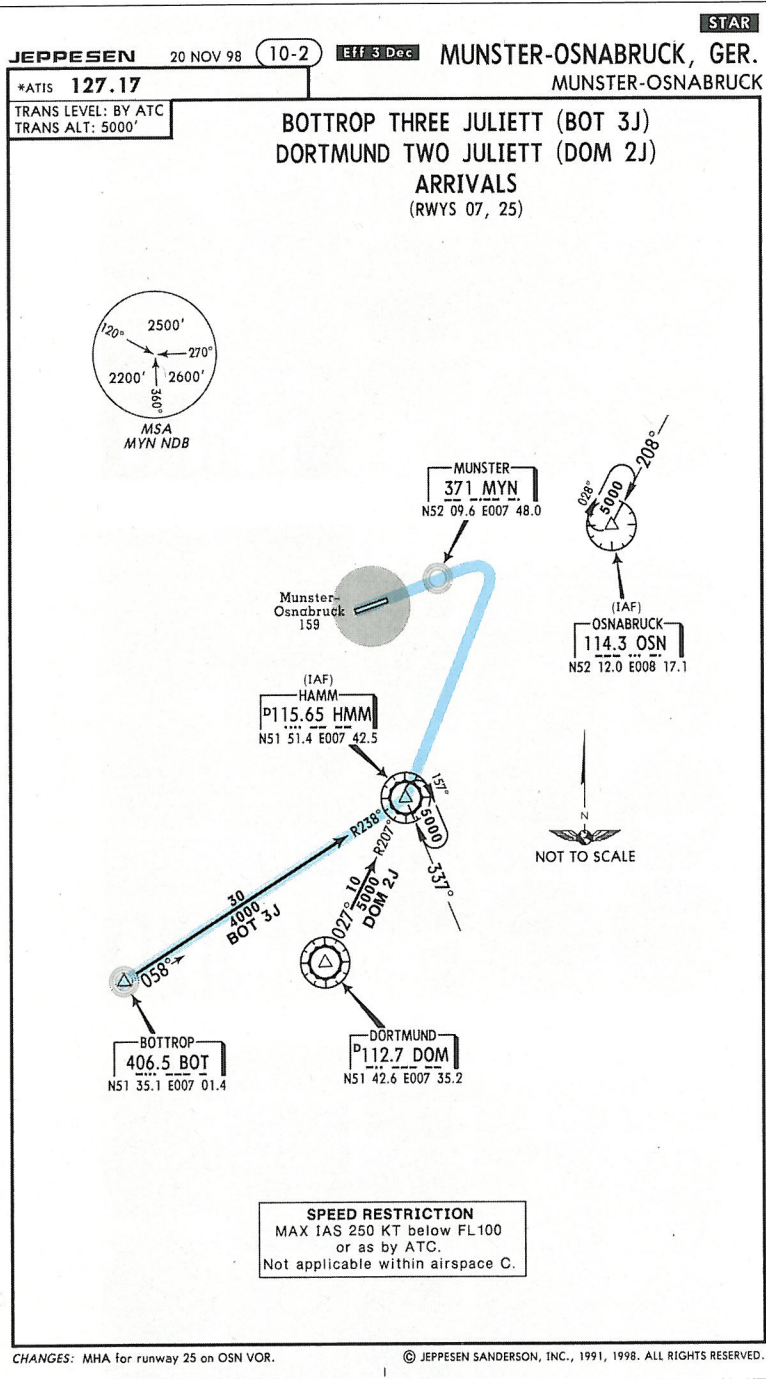 STAR
JEPPESEN 20 NOV 98 10-2 Eff 3 Dec MUNSTER-OSNABRUCK, GER.
*ATIS 127.17 MUNSTER-OSNABRUCK
TRANS LEVEL: BY ATC
TRANS ALT: 5000'
BOTTROP THREE JULIETT (BOT 3J)
DORTMUND TWO JULIETT (DOM 2J)
ARRIVALS
(RWYS 07, 25)
120°
2500'
270°
2200'
2600'
360°
MSA
MYN NDB
MUNSTER
371 MYN
N52 09.6 E007 48.0
028°
5000
208°
Munster-
Osnabruck
159
(IAF)
OSNABRUCK
114.3 OSN
N52 12.0 E008 17.1
(IAF)
HAMM
D115.65 HMM
N51 51.4 E007 42.5
157°
5000
337°
R238°
R207°
N
NOT TO SCALE
30
4000
BOT 3J
058°
10
5000
DOM 2J
027°
BOTTROP
406.5 BOT
N51 35.1 E007 01.4
DORTMUND
D112.7 DOM
N51 42.6 E007 35.2
SPEED RESTRICTION
MAX IAS 250 KT below FL100
or as by ATC.
Not applicable within airspace C.
CHANGES: MHA for runway 25 on OSN VOR. © JEPPESEN SANDERSON, INC., 1991, 1998. ALL RIGHTS RESERVED.